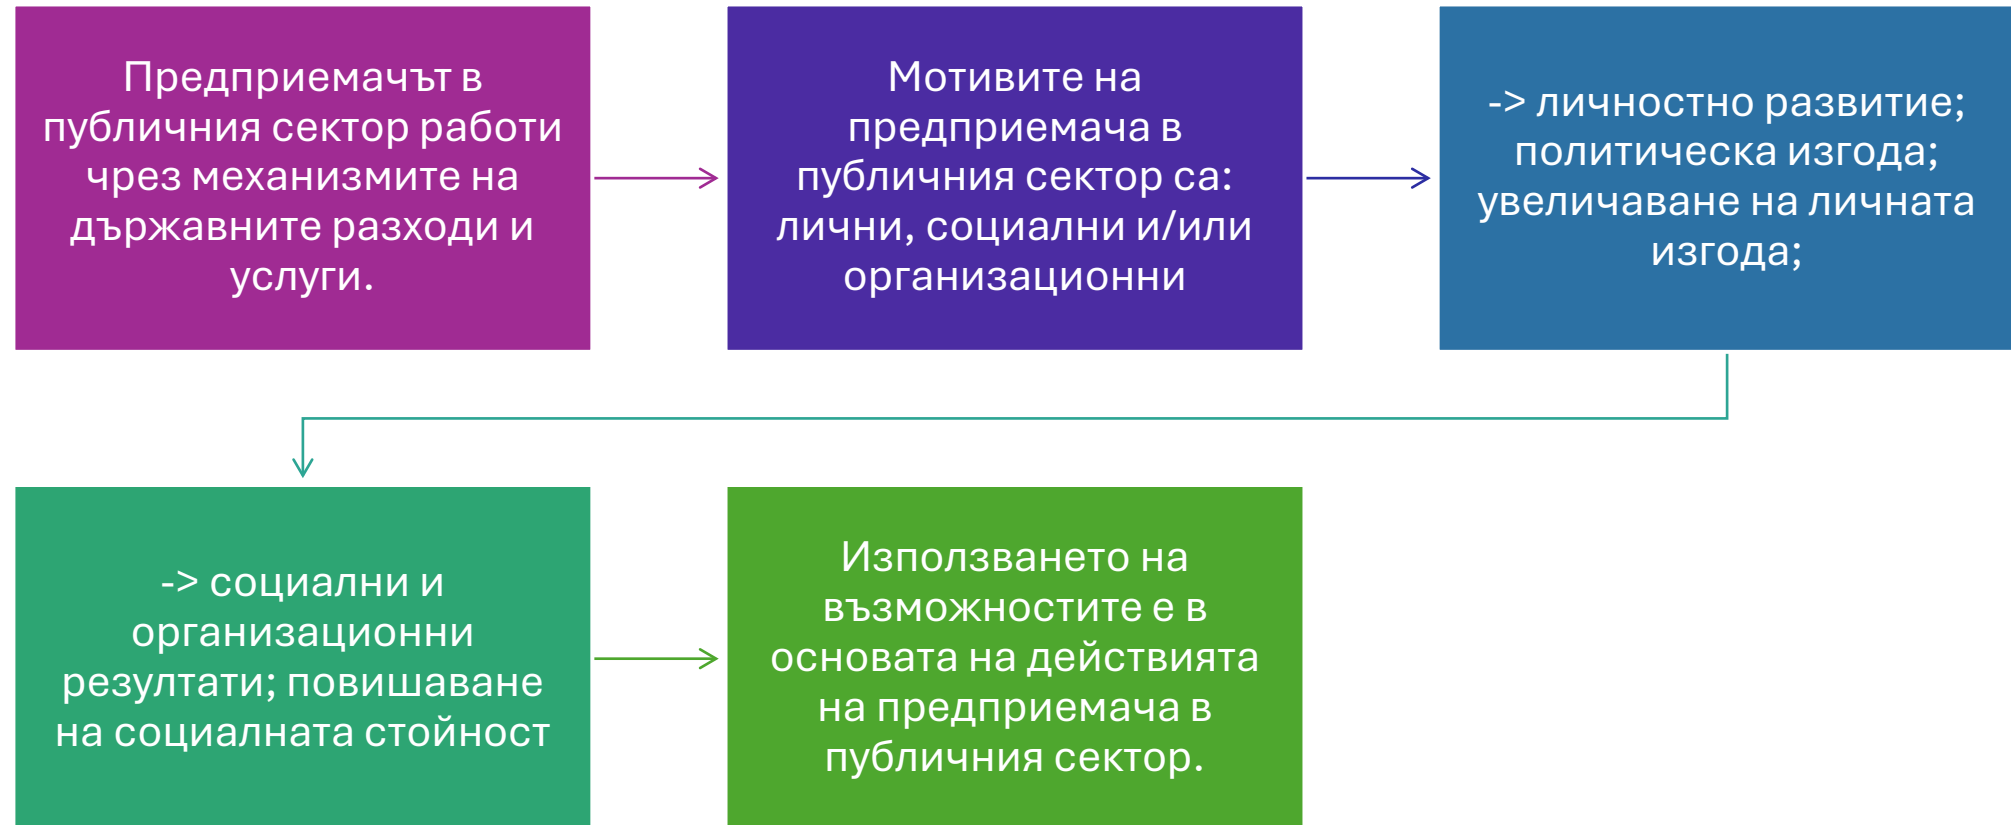 Предприемачът в
публичния сектор работи
чрез механизмите на
държавните разходи и
услуги.
Мотивите на
предприемача в
публичния сектор са:
лични, социални и/или
организационни
-> личностно развитие;
политическа изгода;
увеличаване на личната
изгода;
-> социални и
организационни
резултати; повишаване
на социалната стойност
Използването на
възможностите е в
основата на действията
на предприемача в
публичния сектор.